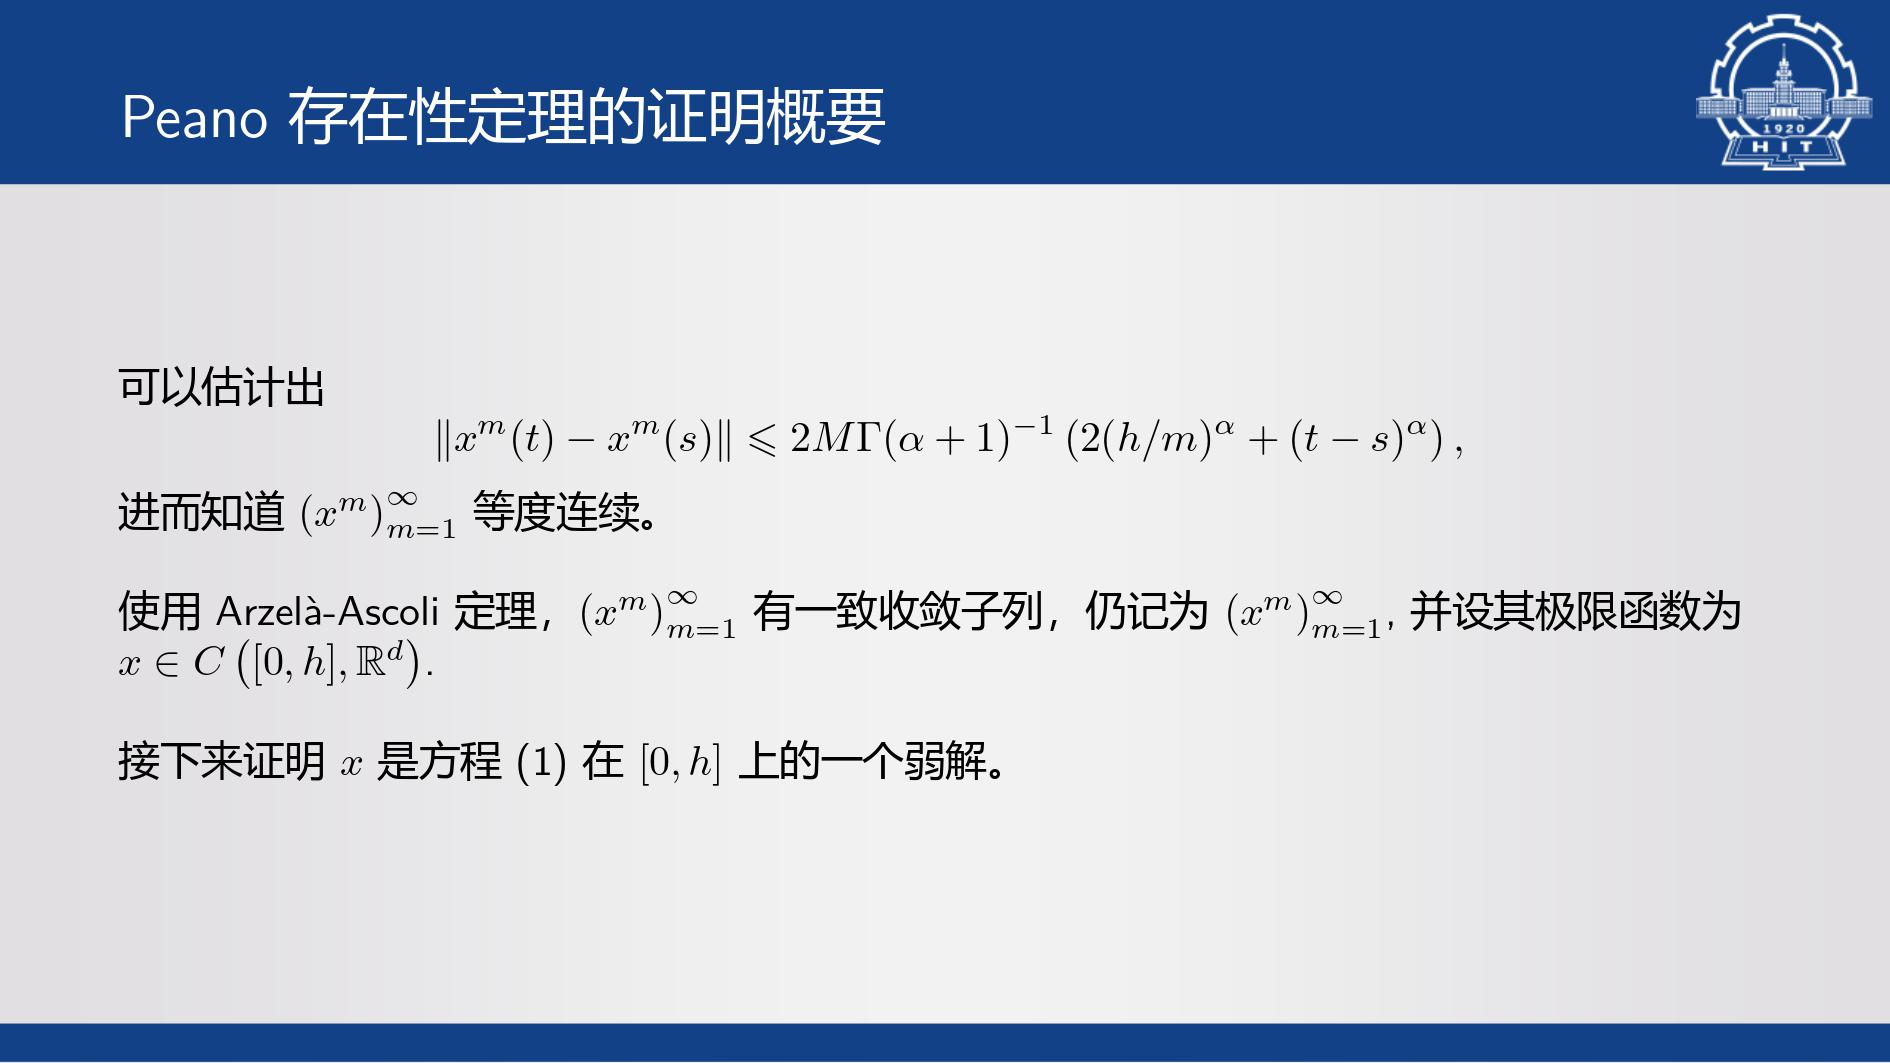 Peano 存在性定理的证明概要
1920
HIT
可以估计出
‖x^m(t) − x^m(s)‖ ⩽ 2MΓ(α + 1)^{−1} (2(h/m)^α + (t − s)^α) ,
进而知道 (x^m)_{m=1}^∞ 等度连续。
使用 Arzelà-Ascoli 定理，(x^m)_{m=1}^∞ 有一致收敛子列，仍记为 (x^m)_{m=1}^∞, 并设其极限函数为
x ∈ C ([0, h], ℝ^d).
接下来证明 x 是方程 (1) 在 [0, h] 上的一个弱解。